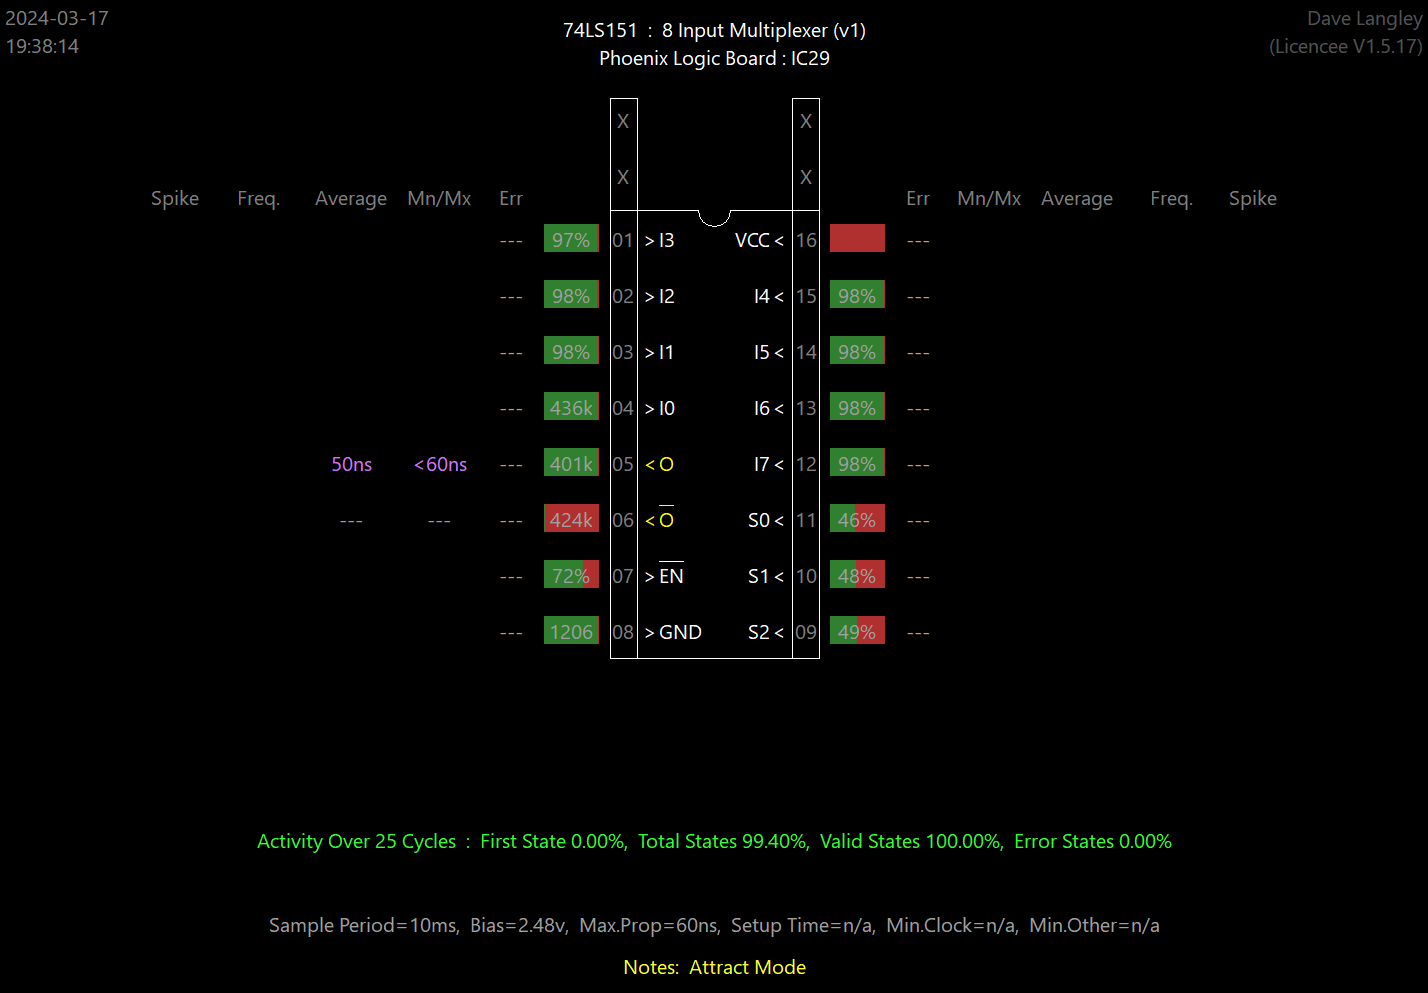 2024-03-17
19:38:14
74LS151 : 8 Input Multiplexer (v1)
Phoenix Logic Board : IC29
Dave Langley
(Licencee V1.5.17)
X X
X X
Spike Freq. Average Mn/Mx Err Err Mn/Mx Average Freq. Spike
--- 97% 01 >I3 VCC< 16 ---
--- 98% 02 >I2 I4< 15 98% ---
--- 98% 03 >I1 I5< 14 98% ---
--- 436k 04 >I0 I6< 13 98% ---
50ns <60ns --- 401k 05 <O I7< 12 98% ---
--- --- --- 424k 06 <O S0< 11 46% ---
--- 72% 07 >EN S1< 10 48% ---
--- 1206 08 >GND S2< 09 49% ---
Activity Over 25 Cycles : First State 0.00%, Total States 99.40%, Valid States 100.00%, Error States 0.00%
Sample Period=10ms, Bias=2.48v, Max.Prop=60ns, Setup Time=n/a, Min.Clock=n/a, Min.Other=n/a
Notes: Attract Mode